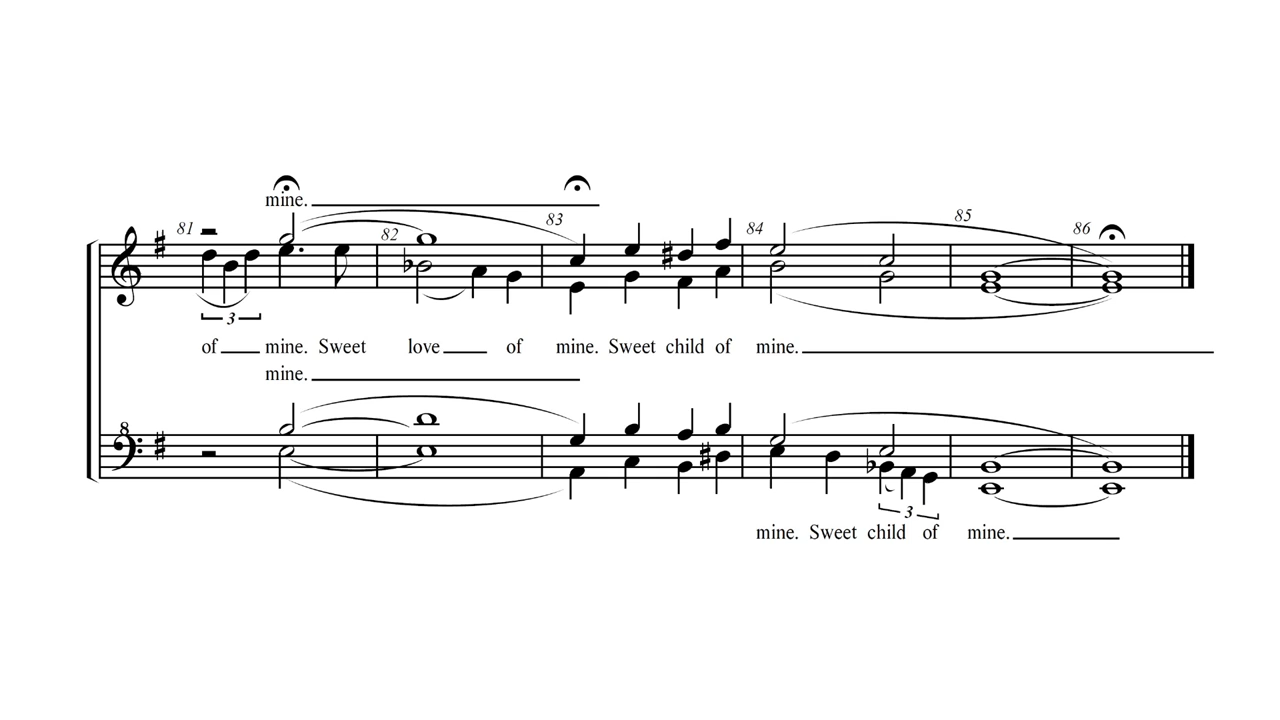 mine.
81 82 83 84 85 86
3
of mine. Sweet love of mine. Sweet child of mine.
mine.
8
3
mine. Sweet child of mine.